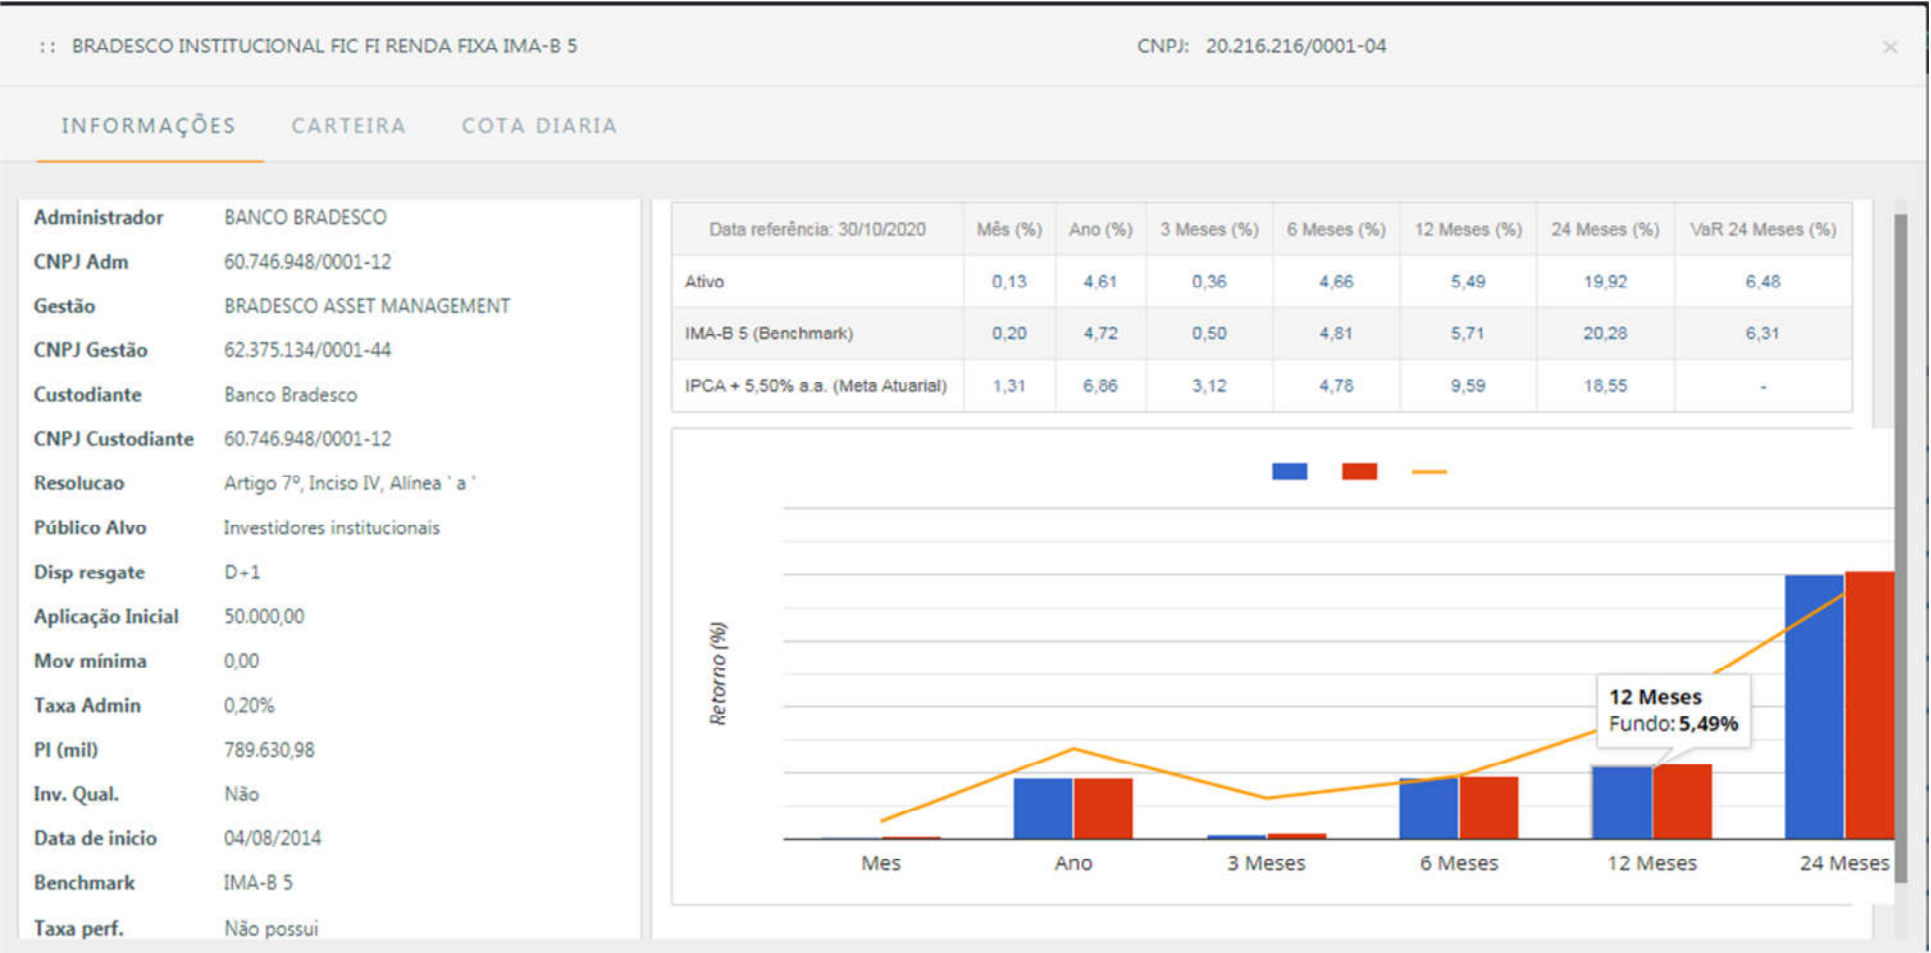 :: BRADESCO INSTITUCIONAL FIC FI RENDA FIXA IMA-B 5 CNPJ: 20.216.216/0001-04 ×
INFORMAÇÕES CARTEIRA COTA DIARIA
Administrador BANCO BRADESCO
CNPJ Adm 60.746.948/0001-12
Gestão BRADESCO ASSET MANAGEMENT
CNPJ Gestão 62.375.134/0001-44
Custodiante Banco Bradesco
CNPJ Custodiante 60.746.948/0001-12
Resolucao Artigo 7º, Inciso IV, Alínea ' a '
Público Alvo Investidores institucionais
Disp resgate D+1
Aplicação Inicial 50.000,00
Mov mínima 0,00
Taxa Admin 0,20%
Pl (mil) 789.630,98
Inv. Qual. Não
Data de inicio 04/08/2014
Benchmark IMA-B 5
Taxa perf. Não possui
Data referência: 30/10/2020 Mês (%) Ano (%) 3 Meses (%) 6 Meses (%) 12 Meses (%) 24 Meses (%) VaR 24 Meses (%)
Ativo 0,13 4,61 0,36 4,66 5,49 19,92 6,48
IMA-B 5 (Benchmark) 0,20 4,72 0,50 4,81 5,71 20,28 6,31
IPCA + 5,50% a.a. (Meta Atuarial) 1,31 6,86 3,12 4,78 9,59 18,55 -
Retorno (%)
12 Meses
Fundo: 5,49%
Mes Ano 3 Meses 6 Meses 12 Meses 24 Meses